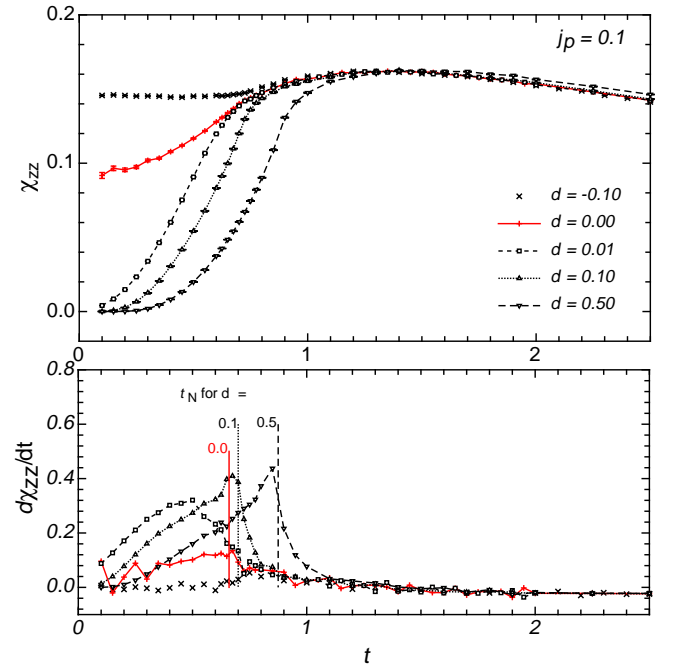 0.2
j_p = 0.1
χ_zz
0.1
d = -0.10
d = 0.00
d = 0.01
d = 0.10
d = 0.50
0.0
0 1 2
0.8
0.6
t_N for d =
0.1 0.5
0.0
0.4
dχ_zz/dt
0.2
0.0
0 1 2
t